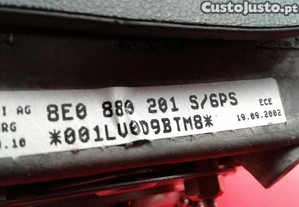 CustoJusto.pt
I AG
8E0 880 201 S/6PS
ECE
RG
19.09.2002
.10
*001LV0D9BTM8*